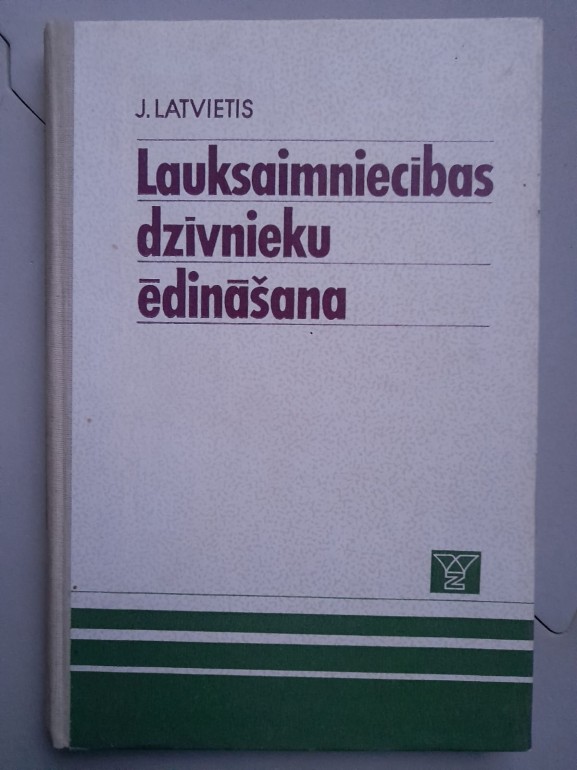 J. LATVIETIS
Lauksaimniecības
dzīvnieku
ēdināšana